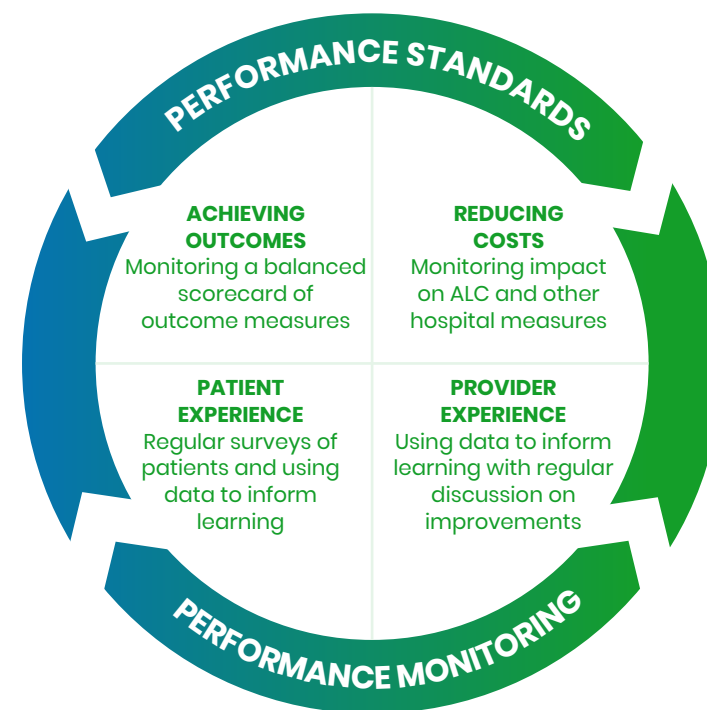 PERFORMANCE STANDARDS
ACHIEVING
OUTCOMES
Monitoring a balanced
scorecard of
outcome measures
REDUCING
COSTS
Monitoring impact
on ALC and other
hospital measures
PATIENT
EXPERIENCE
Regular surveys of
patients and using
data to inform
learning
PROVIDER
EXPERIENCE
Using data to inform
learning with regular
discussion on
improvements
PERFORMANCE MONITORING